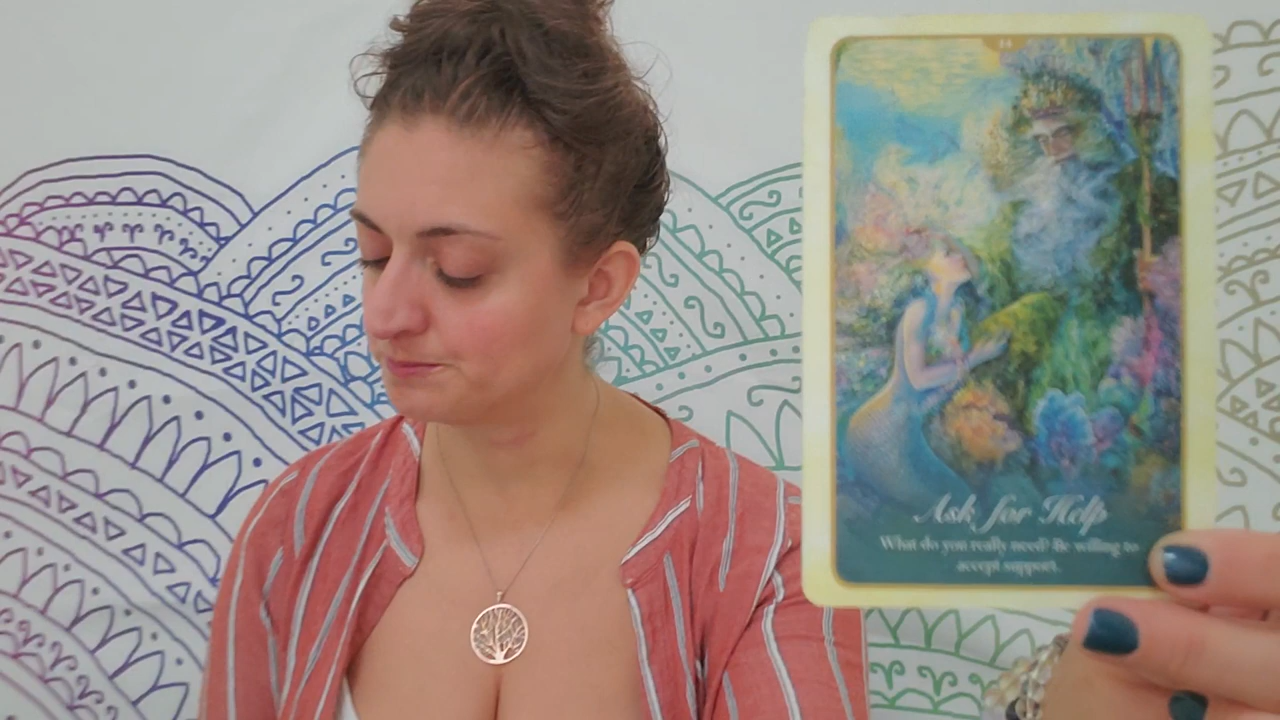 Ask for Help
What do you really need? Be willing to
accept support.